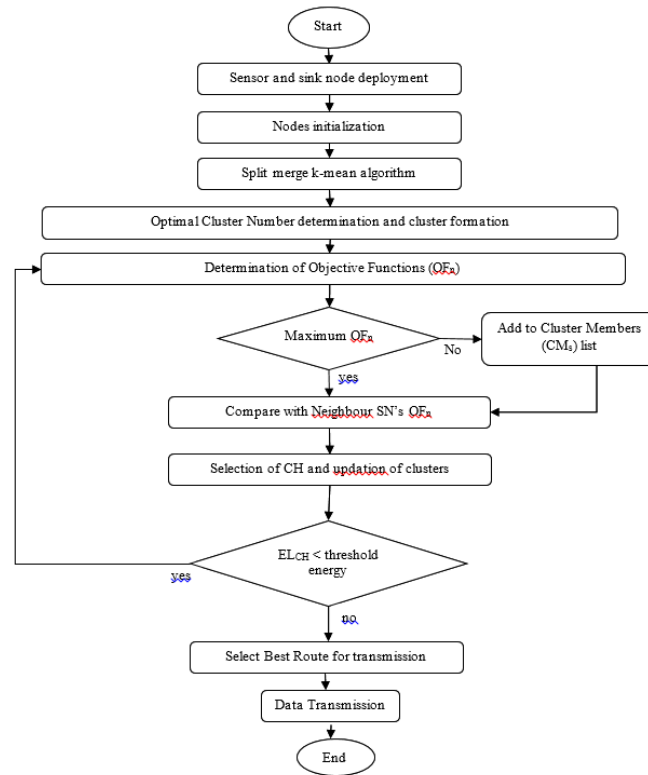 Start
Sensor and sink node deployment
Nodes initialization
Split merge k-mean algorithm
Optimal Cluster Number determination and cluster formation
Determination of Objective Functions (OFn)
Maximum OFn
No
Add to Cluster Members
(CMs) list
yes
Compare with Neighbour SN's OFn
Selection of CH and updation of clusters
ELCH < threshold
energy
yes
no
Select Best Route for transmission
Data Transmission
End